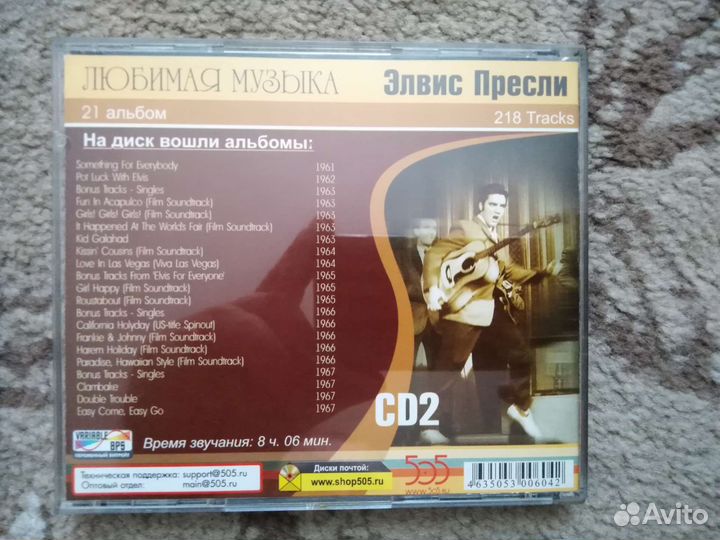 ЛЮБИМАЯ МУЗЫКА Элвис Пресли
21 альбом 218 Tracks
На диск вошли альбомы:
Something For Everybody 1961
Pot Luck With Elvis 1962
Bonus Tracks - Singles 1963
Fun In Acapulco (Film Soundtrack) 1963
Girls! Girls! Girls! (Film Soundtrack) 1963
It Happened At The World's Fair (Film Soundtrack) 1963
Kid Galahad 1963
Kissin' Cousins (Film Soundtrack) 1964
Love In Las Vegas (Viva Las Vegas) 1964
Bonus Tracks From 'Elvis For Everyone' 1965
Girl Happy (Film Soundtrack) 1965
Roustabout (Film Soundtrack) 1965
Bonus Tracks - Singles 1966
California Holyday (US-title Spinout) 1966
Frankie & Johnny (Film Soundtrack) 1966
Harem Holiday (Film Soundtrack) 1966
Paradise, Hawaiian Style (Film Soundtrack) 1966
Bonus Tracks - Singles 1967
Clambake 1967
Double Trouble 1967
Easy Come, Easy Go 1967
CD2
VARIABLE BPS
ПЕРЕМЕННЫЙ БИТРЕЙТ
Время звучания: 8 ч. 06 мин.
Техническая поддержка: support@505.ru
Оптовый отдел: main@505.ru
Диски почтой:
www.shop505.ru
505
www.505.ru
4 635053 006042
Avito